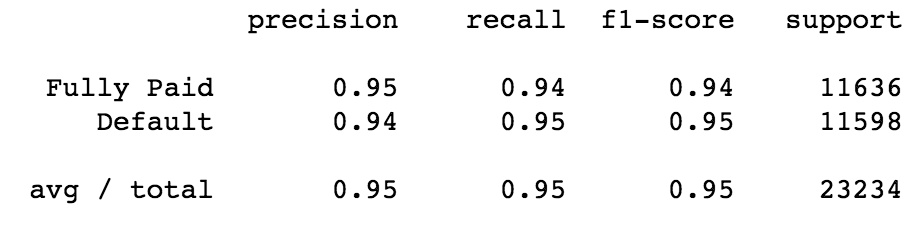 precision recall f1-score support
Fully Paid 0.95 0.94 0.94 11636
Default 0.94 0.95 0.95 11598
avg / total 0.95 0.95 0.95 23234